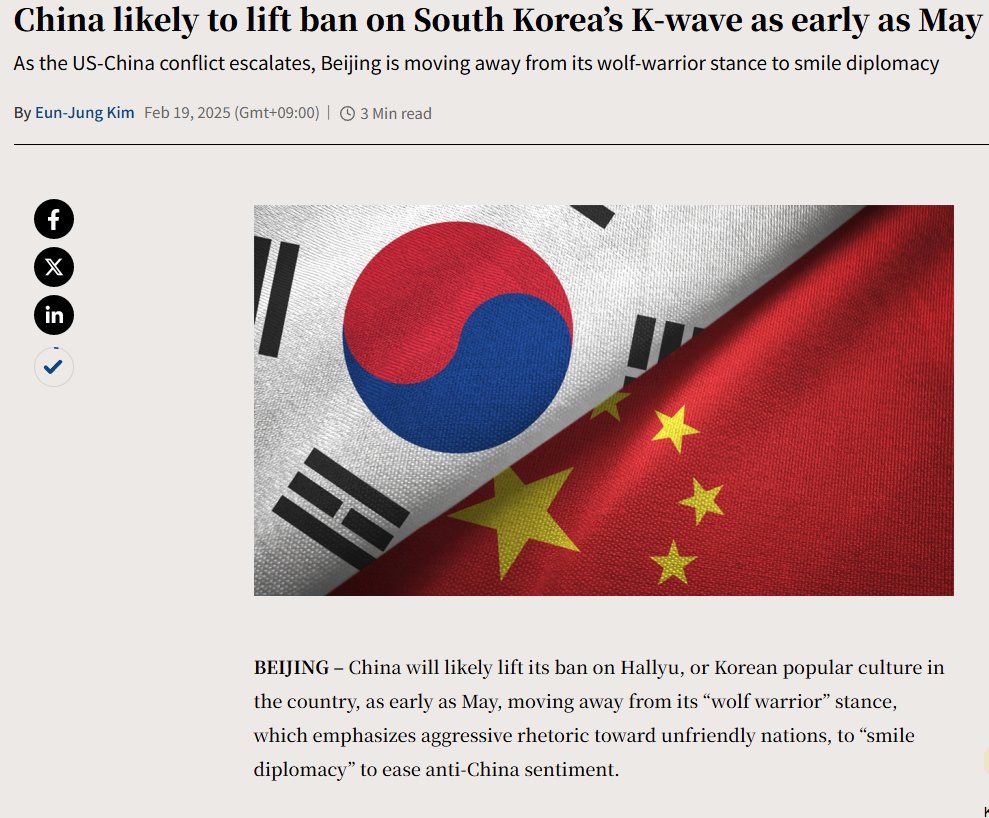 China likely to lift ban on South Korea’s K-wave as early as May
As the US-China conflict escalates, Beijing is moving away from its wolf-warrior stance to smile diplomacy
By Eun-Jung Kim Feb 19, 2025 (Gmt+09:00) | 3 Min read
f
X
in
BEIJING – China will likely lift its ban on Hallyu, or Korean popular culture in
the country, as early as May, moving away from its “wolf warrior” stance,
which emphasizes aggressive rhetoric toward unfriendly nations, to “smile
diplomacy” to ease anti-China sentiment.